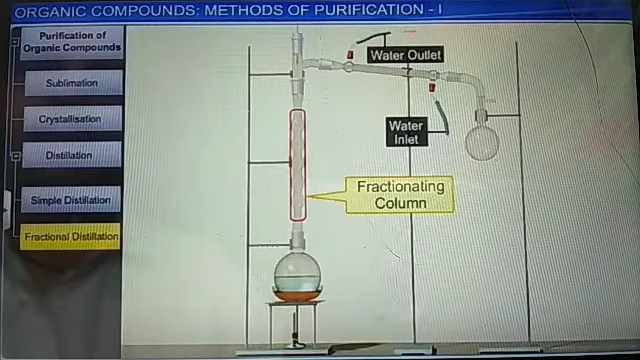 ORGANIC COMPOUNDS: METHODS OF PURIFICATION - I
Purification of
Organic Compounds
Sublimation
Crystallisation
Distillation
Simple Distillation
Fractional Distillation
Water Outlet
Water
Inlet
Fractionating
Column